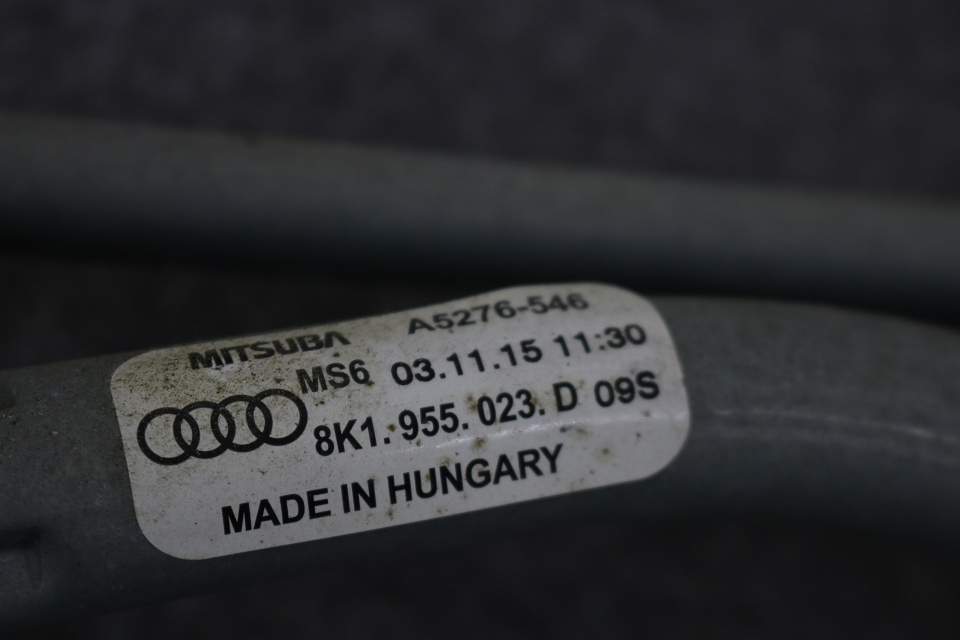 MITSUBA A5276-546
MS6 03.11.15 11:30
8K1.955.023.D 09S
MADE IN HUNGARY